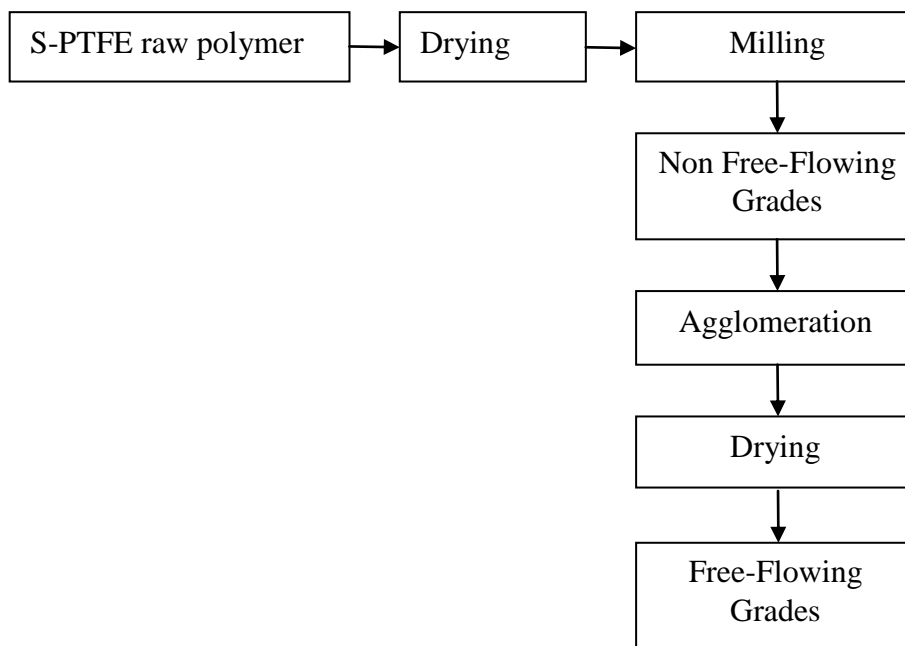 S-PTFE raw polymer
Drying
Milling
Non Free-Flowing
Grades
Agglomeration
Drying
Free-Flowing
Grades